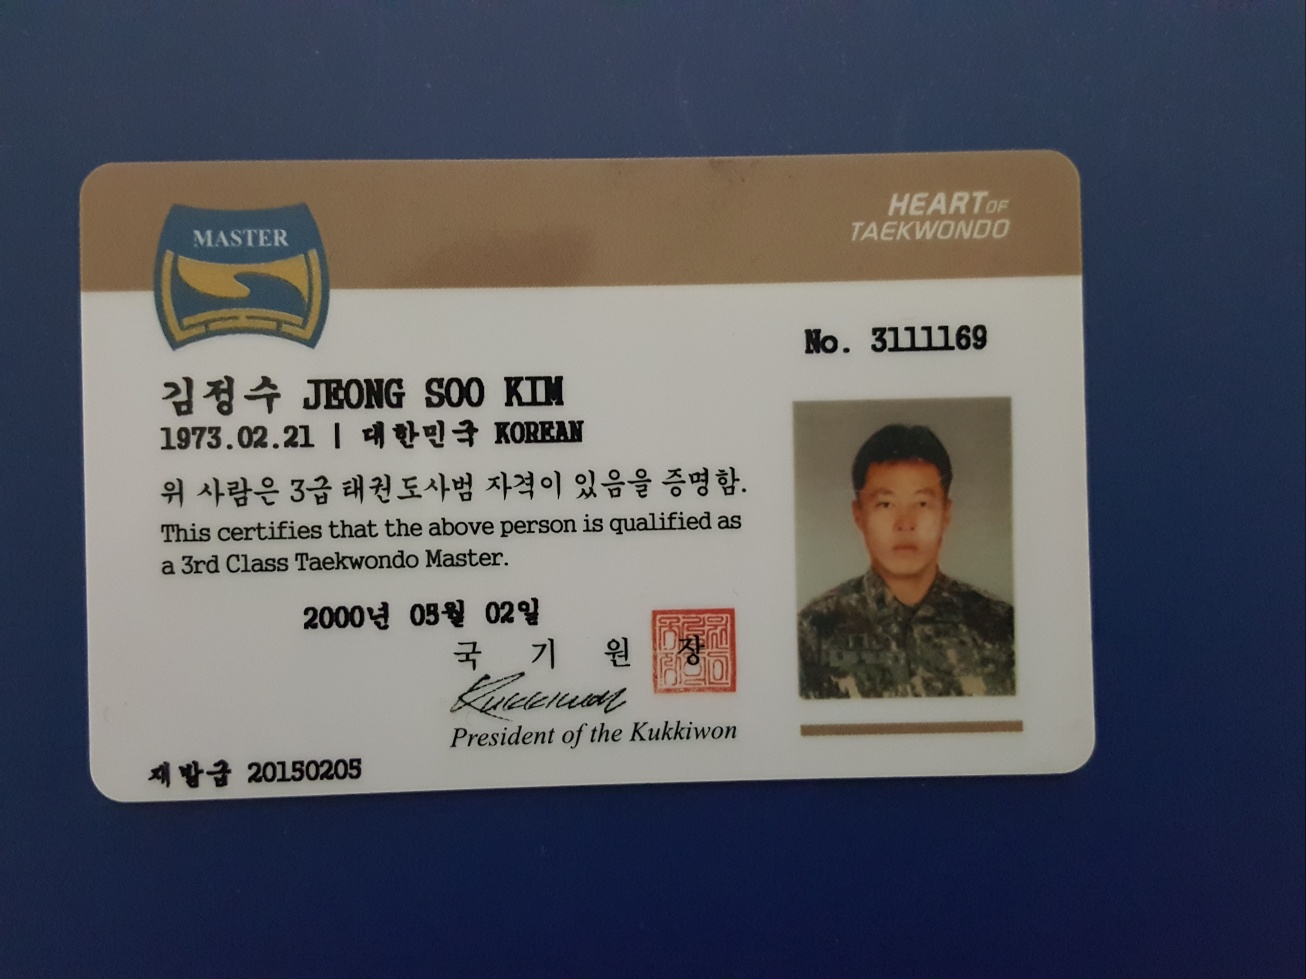 MASTER
HEART OF
TAEKWONDO
No. 3111169
김정수 JEONG SOO KIM
1973.02.21 | 대한민국 KOREAN
위 사람은 3급 태권도사범 자격이 있음을 증명함.
This certifies that the above person is qualified as
a 3rd Class Taekwondo Master.
2000년 05월 02일
국 기 원 장
Kukkiwon
President of the Kukkiwon
재발급 20150205